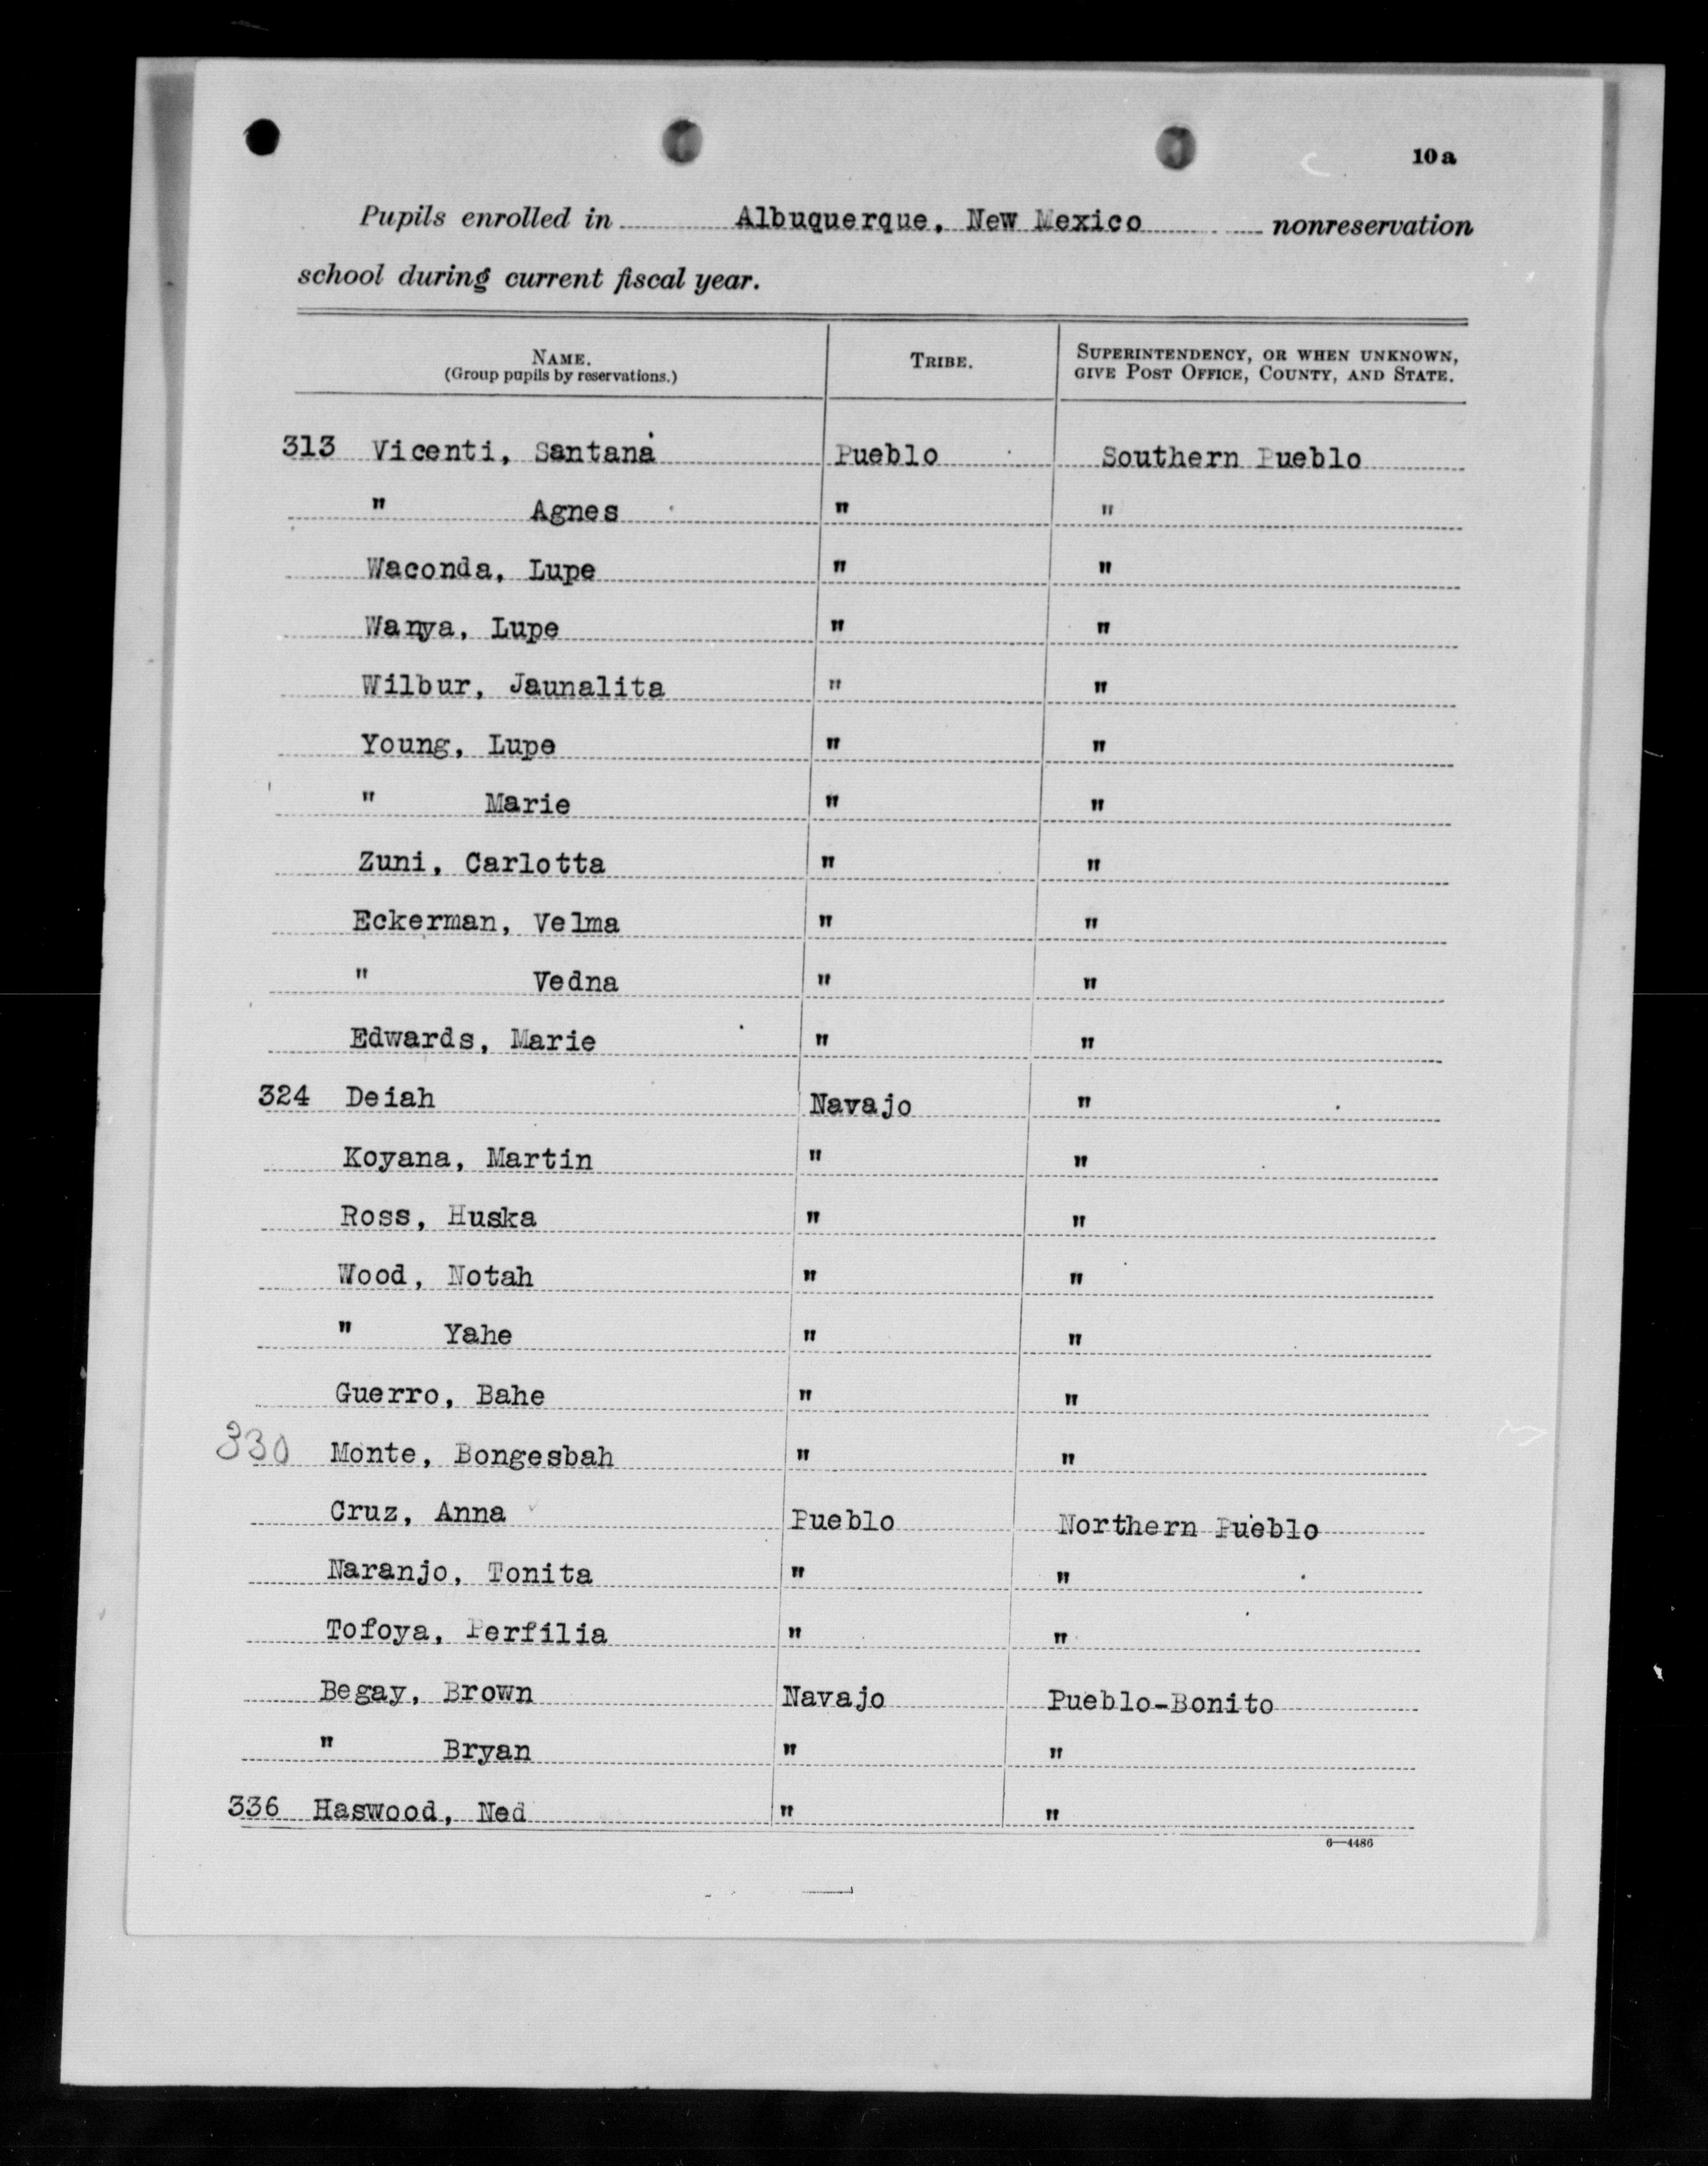 10a
Pupils enrolled in Albuquerque, New Mexico nonreservation
school during current fiscal year.
NAME. TRIBE. SUPERINTENDENCY, OR WHEN UNKNOWN,
(Group pupils by reservations.) GIVE POST OFFICE, COUNTY, AND STATE.
313 Vicenti, Santana Pueblo Southern Pueblo
" Agnes " "
Waconda, Lupe " "
Wanya, Lupe " "
Wilbur, Jaunalita " "
Young, Lupe " "
" Marie " "
Zuni, Carlotta " "
Eckerman, Velma " "
" Vedna " "
Edwards, Marie " "
324 Deiah Navajo "
Koyana, Martin " "
Ross, Huska " "
Wood, Notah " "
" Yahe " "
Guerro, Bahe " "
330 Monte, Bongesbah " "
Cruz, Anna Pueblo Northern Pueblo
Naranjo, Tonita " "
Tofoya, Perfilia " "
Begay, Brown Navajo Pueblo-Bonito
" Bryan " "
336 Haswood, Ned " "
6—4486